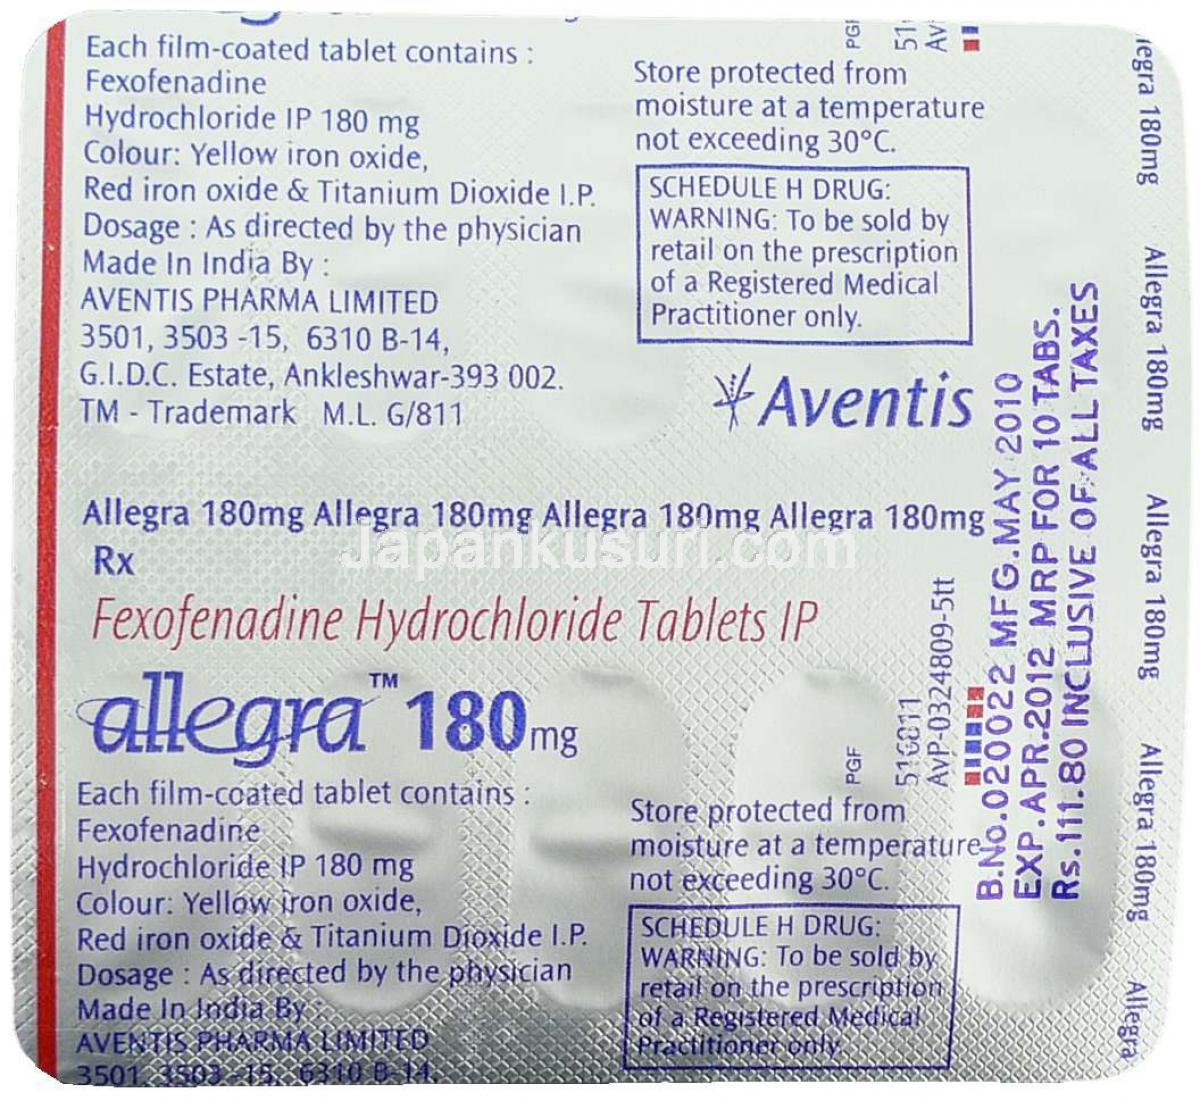 Each film-coated tablet contains :
Fexofenadine
Hydrochloride IP 180 mg
Colour: Yellow iron oxide,
Red iron oxide & Titanium Dioxide I.P.
Dosage : As directed by the physician
Made In India By :
AVENTIS PHARMA LIMITED
3501, 3503 -15, 6310 B-14,
G.I.D.C. Estate, Ankleshwar-393 002.
TM - Trademark M.L. G/811
Store protected from
moisture at a temperature
not exceeding 30°C.
SCHEDULE H DRUG:
WARNING: To be sold by
retail on the prescription
of a Registered Medical
Practitioner only.
Aventis
Allegra 180mg Allegra 180mg Allegra 180mg Allegra 180mg
Japankusuri.com
Rx
Fexofenadine Hydrochloride Tablets IP
allegra™ 180mg
Each film-coated tablet contains :
Fexofenadine
Hydrochloride IP 180 mg
Colour: Yellow iron oxide,
Red iron oxide & Titanium Dioxide I.P.
Dosage : As directed by the physician
Made In India By :
AVENTIS PHARMA LIMITED
3501, 3503 -15, 6310 B-14,
Store protected from
moisture at a temperature
not exceeding 30°C.
SCHEDULE H DRUG:
WARNING: To be sold by
retail on the prescription
of a Registered Medical
Practitioner only.
PGF
AvP-0324809-5tt
B.No.020022 MFG.MAY 2010
EXP.APR.2012 MRP FOR 10 TABS.
Rs.111.80 INCLUSIVE OF ALL TAXES
legra 180mg Allegra 180mg Allegra 180mg Allegra 180mg Allegra